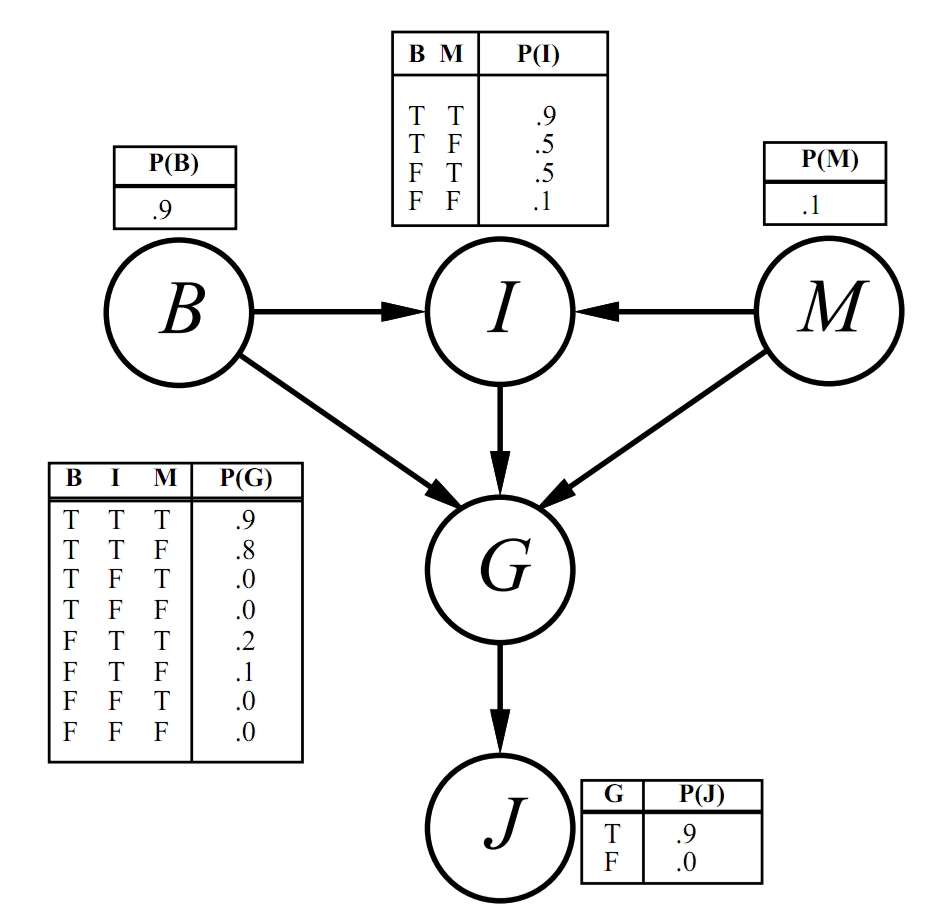 B M P(I)
T T .9
T F .5
F T .5
F F .1
P(B)
.9
P(M)
.1
B
I
M
B I M P(G)
T T T .9
T T F .8
T F T .0
T F F .0
F T T .2
F T F .1
F F T .0
F F F .0
G
J
G P(J)
T .9
F .0